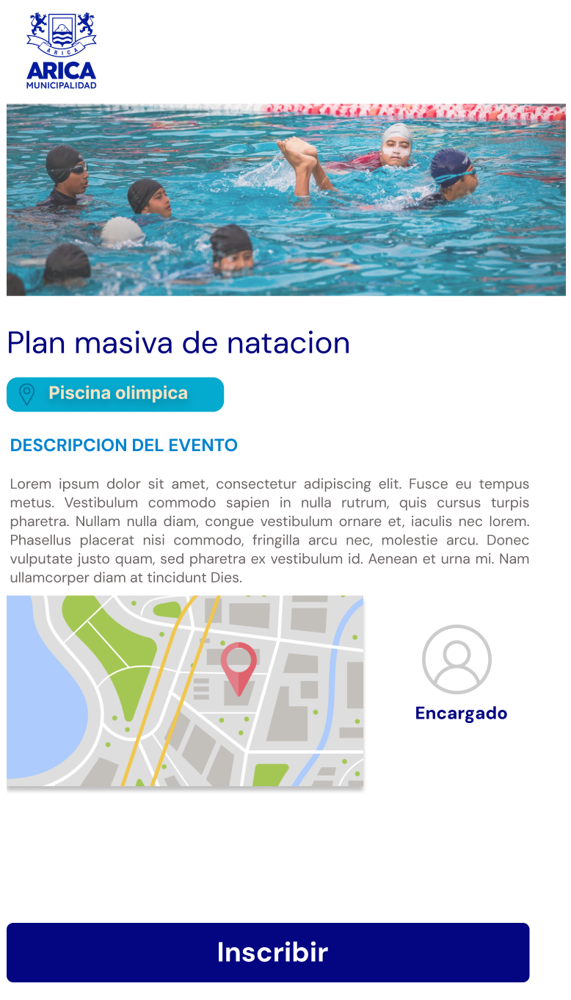 ARICA
ARICA
MUNICIPALIDAD
Plan masiva de natacion
Piscina olimpica
DESCRIPCION DEL EVENTO
Lorem ipsum dolor sit amet, consectetur adipiscing elit. Fusce eu tempus
metus. Vestibulum commodo sapien in nulla rutrum, quis cursus turpis
pharetra. Nullam nulla diam, congue vestibulum ornare et, iaculis nec lorem.
Phasellus placerat nisi commodo, fringilla arcu nec, molestie arcu. Donec
vulputate justo quam, sed pharetra ex vestibulum id. Aenean et urna mi. Nam
ullamcorper diam at tincidunt Dies.
Encargado
Inscribir